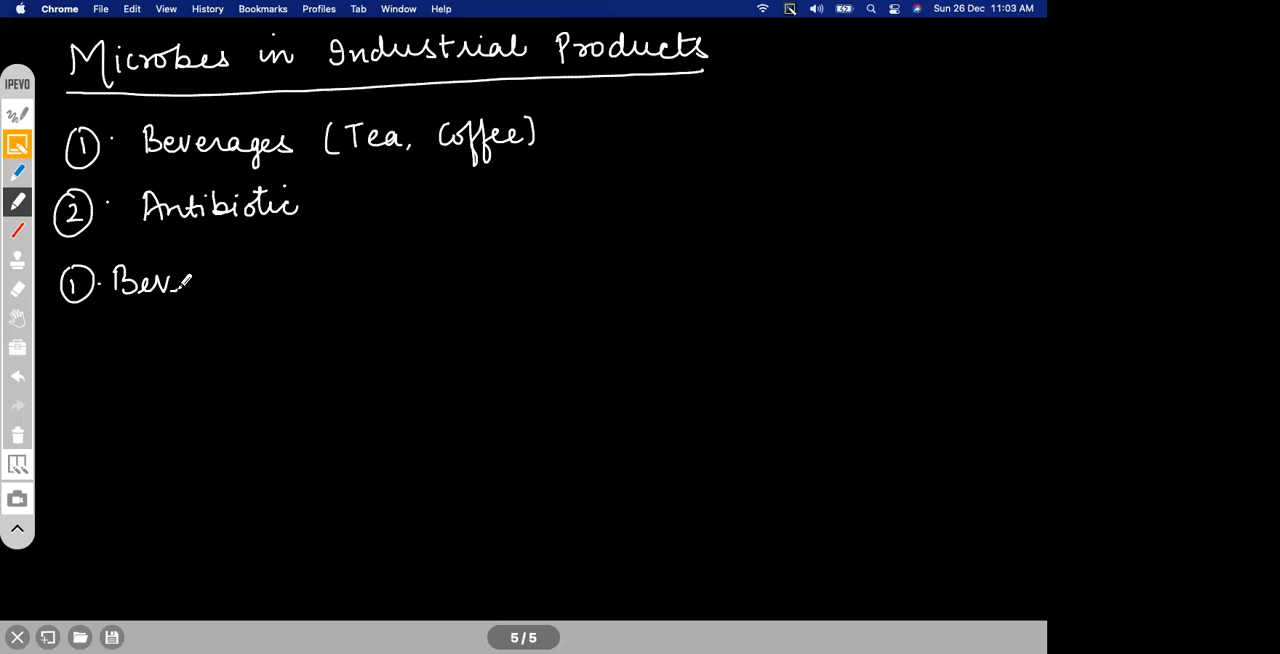 Chrome File Edit View History Bookmarks Profiles Tab Window Help Sun 26 Dec 11:03 AM
Microbes in Industrial Products
IPEVO
① · Beverages (Tea, Coffee)
② · Antibiotic
①· Bev
5/5